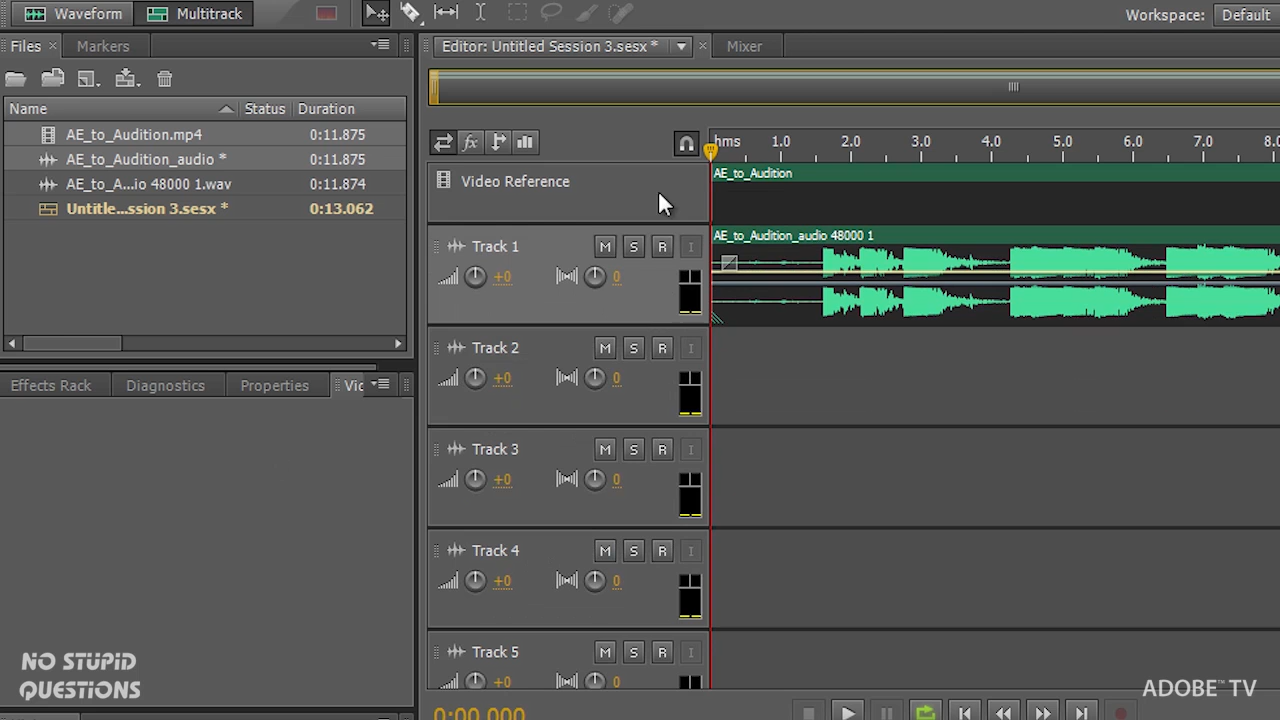 Waveform Multitrack Workspace: Default
Files Markers Editor: Untitled Session 3.sesx * Mixer
Name Status Duration
AE_to_Audition.mp4 0:11.875
AE_to_Audition_audio * 0:11.875
AE_to_A...io 48000 1.wav 0:11.874
Untitle...ssion 3.sesx * 0:13.062
fx hms 1.0 2.0 3.0 4.0 5.0 6.0 7.0 8.0
Video Reference AE_to_Audition
AE_to_Audition_audio 48000 1
Track 1 M S R I
+0 0
Track 2 M S R I
+0 0
Effects Rack Diagnostics Properties Vic
Track 3 M S R I
+0 0
Track 4 M S R I
+0 0
Track 5 M S R I
+0 0
NO STUPID
QUESTIONS
ADOBE™ TV
0:00.000